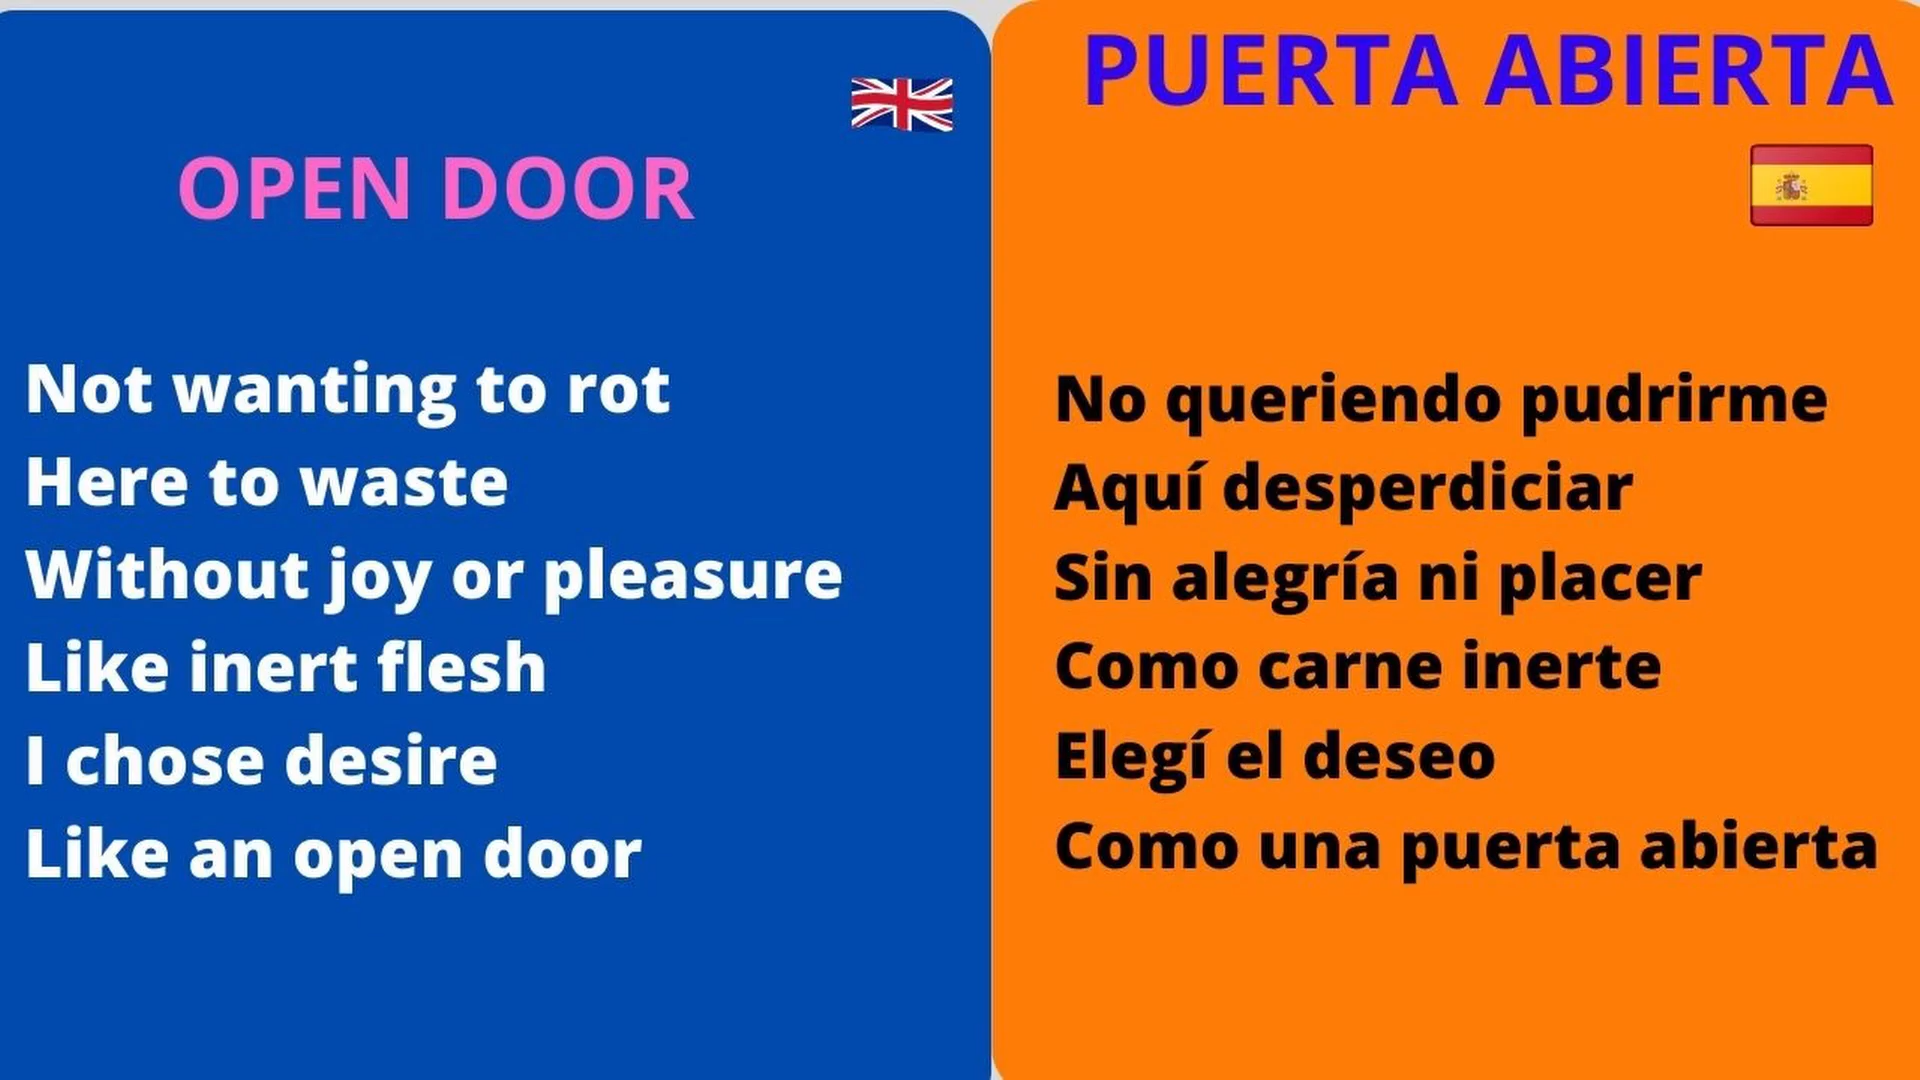 OPEN DOOR
Not wanting to rot
Here to waste
Without joy or pleasure
Like inert flesh
I chose desire
Like an open door
PUERTA ABIERTA
No queriendo pudrirme
Aquí desperdiciar
Sin alegría ni placer
Como carne inerte
Elegí el deseo
Como una puerta abierta